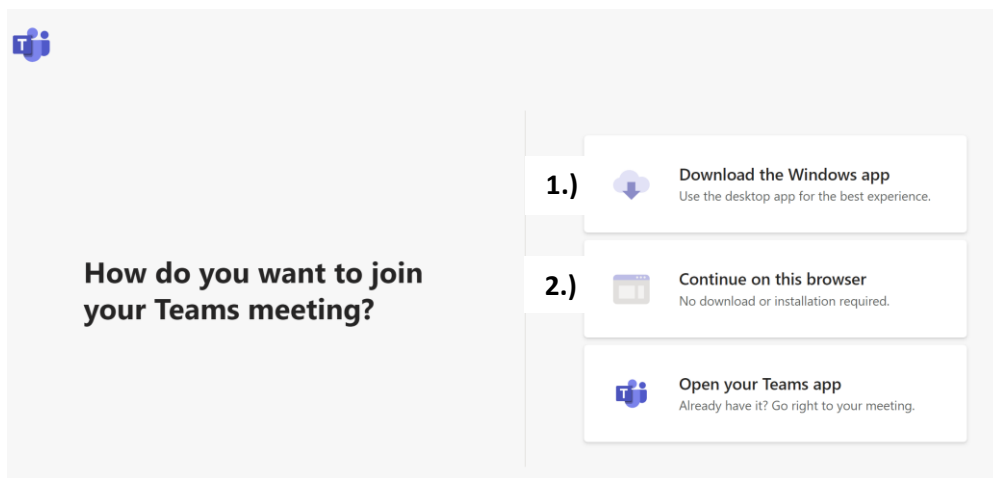 How do you want to join
your Teams meeting?
1.)
Download the Windows app
Use the desktop app for the best experience.
2.)
Continue on this browser
No download or installation required.
Open your Teams app
Already have it? Go right to your meeting.